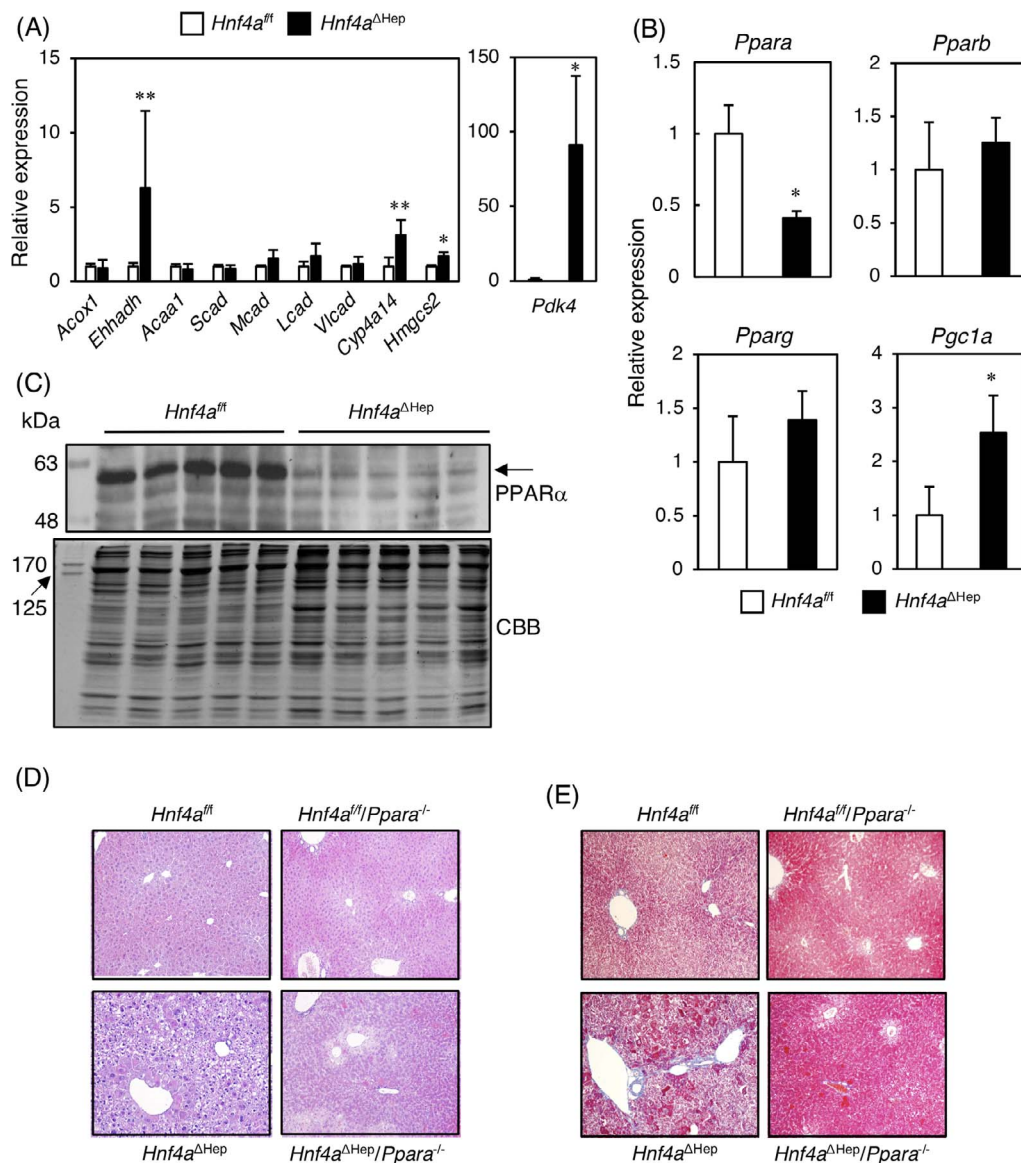 (A)
Hnf4a^f/f Hnf4a^ΔHep
Relative expression
15
10
5
0
**
**
*
Acox1 Ehhadh Acaa1 Scad Mcad Lcad Vlcad Cyp4a14 Hmgcs2
150
100
50
0
*
Pdk4
(B)
Relative expression
Ppara
1.5
1
0.5
0
*
Pparb
2
1.5
1
0.5
0
Pparg
2
1.5
1
0.5
0
Pgc1a
4
3
2
1
0
*
Hnf4a^f/f Hnf4a^ΔHep
(C)
kDa
Hnf4a^f/f Hnf4a^ΔHep
63
48
PPARα
170
125
CBB
(D)
Hnf4a^f/f Hnf4a^f/f/Ppara^-/-
Hnf4a^ΔHep Hnf4a^ΔHep/Ppara^-/-
(E)
Hnf4a^f/f Hnf4a^f/f/Ppara^-/-
Hnf4a^ΔHep Hnf4a^ΔHep/Ppara^-/-